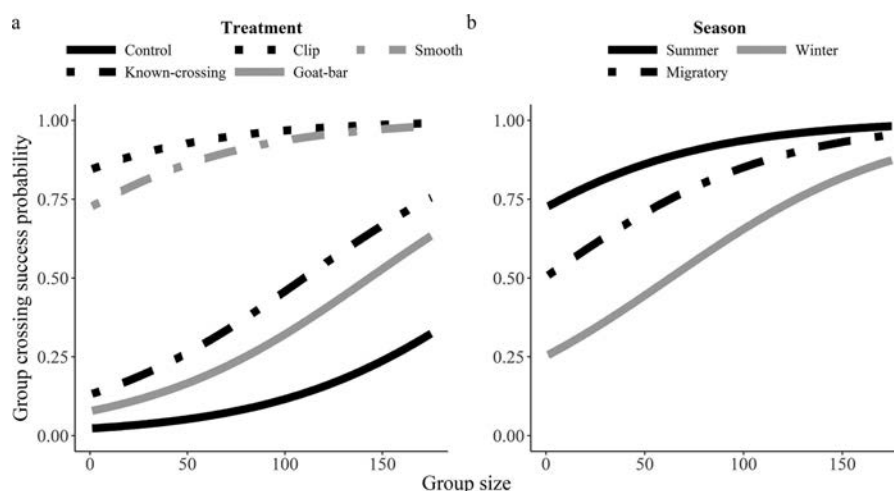 a
Treatment
Control Clip Smooth
Known-crossing Goat-bar
b
Season
Summer Winter
Migratory
Group crossing success probability
1.00
0.75
0.50
0.25
0.00
0 50 100 150
1.00
0.75
0.50
0.25
0.00
0 50 100 150
Group size